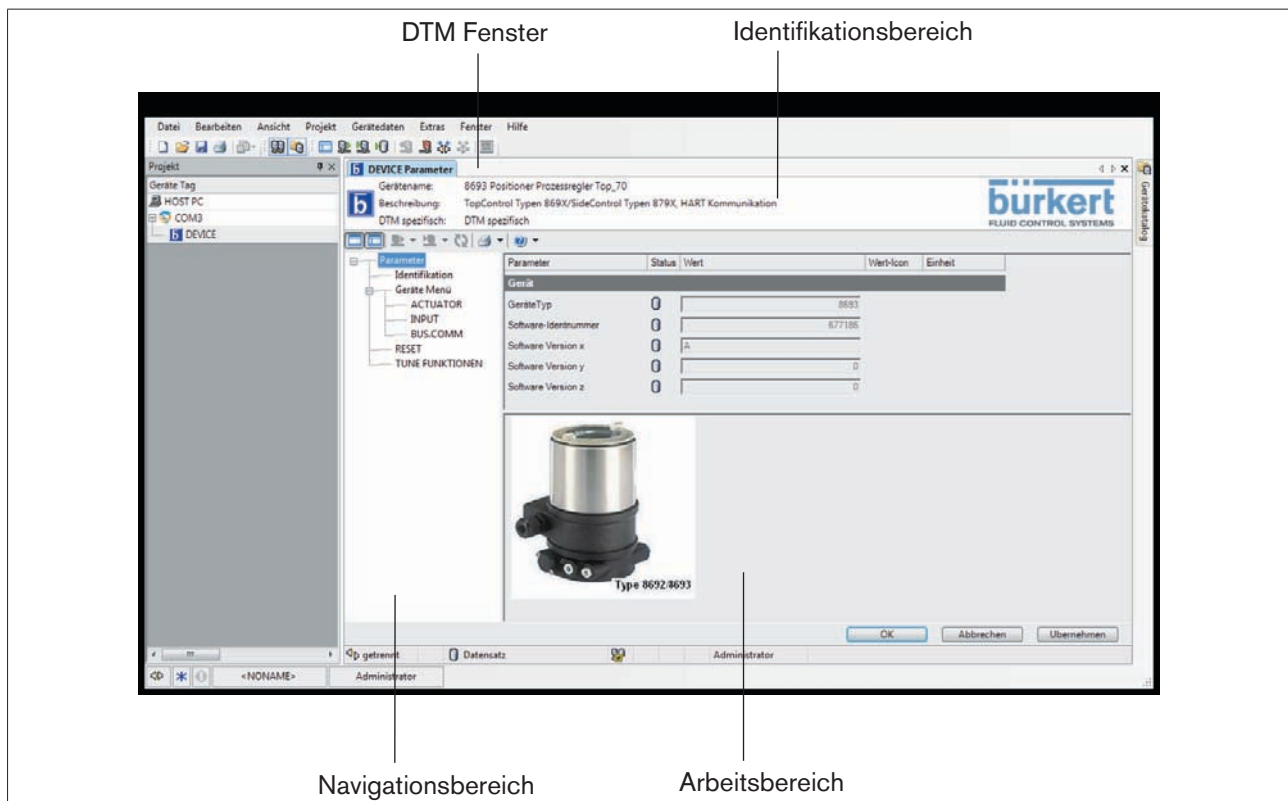 DTM Fenster
Identifikationsbereich
Datei Bearbeiten Ansicht Projekt Gerätedaten Extras Fenster Hilfe
Projekt
Geräte Tag
HOST PC
COM3
DEVICE
DEVICE Parameter
Gerätename: 8693 Positioner Prozessregler Top_70
Beschreibung: TopControl Typen 869X/SideControl Typen 879X, HART Kommunikation
DTM spezifisch: DTM spezifisch
bürkert
FLUID CONTROL SYSTEMS
Gerätekatalog
Parameter
Identifikation
Geräte Menü
ACTUATOR
INPUT
BUS.COMM
RESET
TUNE FUNKTIONEN
Parameter Status Wert Wert-Icon Einheit
Gerät
GeräteTyp 8693
Software-Identnummer 677186
Software Version x A
Software Version y 0
Software Version z 0
Type 8692/8693
OK Abbrechen Übernehmen
getrennt Datensatz Administrator
<NONAME> Administrator
Navigationsbereich
Arbeitsbereich